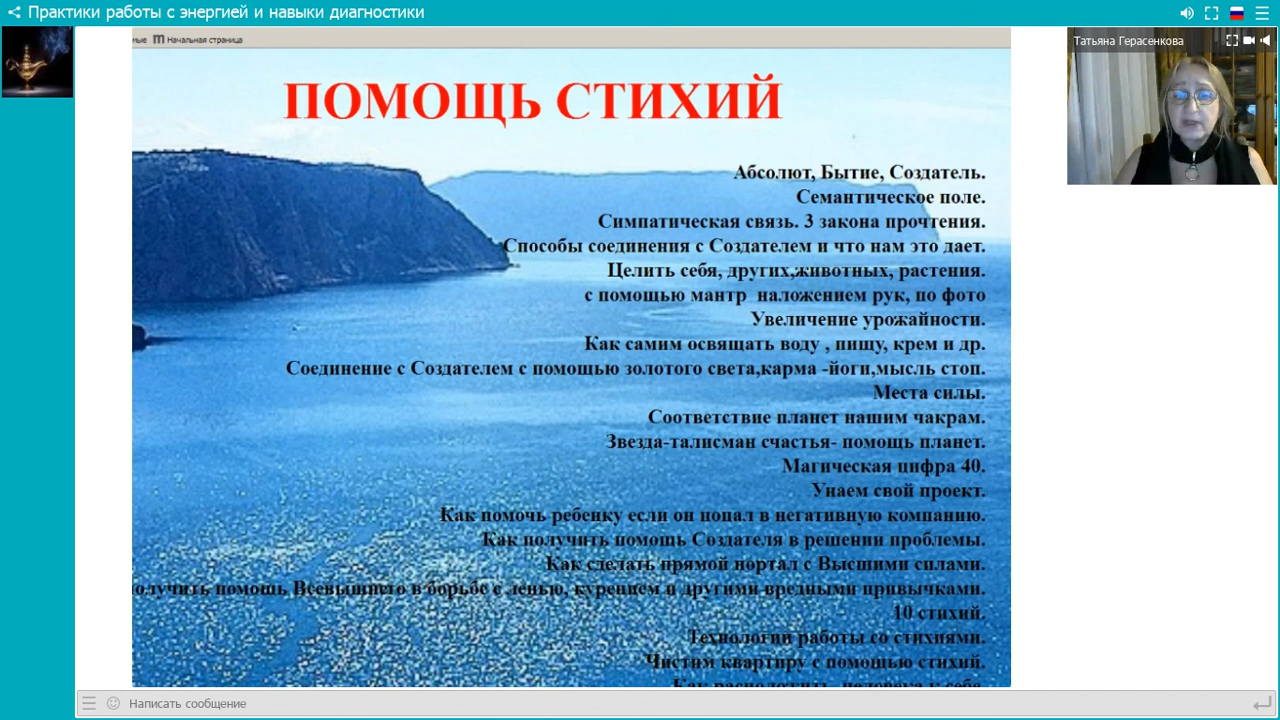 Практики работы с энергией и навыки диагностики
мые Начальная страница
Татьяна Герасенкова
ПОМОЩЬ СТИХИЙ
Абсолют, Бытие, Создатель.
Семантическое поле.
Симпатическая связь. 3 закона прочтения.
Способы соединения с Создателем и что нам это дает.
Целить себя, других,животных, растения.
с помощью мантр наложением рук, по фото
Увеличение урожайности.
Как самим освящать воду , пищу, крем и др.
Соединение с Создателем с помощью золотого света,карма -йоги,мысль стоп.
Места силы.
Соответствие планет нашим чакрам.
Звезда-талисман счастья- помощь планет.
Магическая цифра 40.
Унаем свой проект.
Как помочь ребенку если он попал в негативную компанию.
Как получить помощь Создателя в решении проблемы.
Как сделать прямой портал с Высшими силами.
олучить помощь Всевышнего в борьбе с ленью, курением и другими вредными привычками.
10 стихий.
Технологии работы со стихиями.
Чистим квартиру с помощью стихий.
Как расположить человека к себе.
Написать сообщение